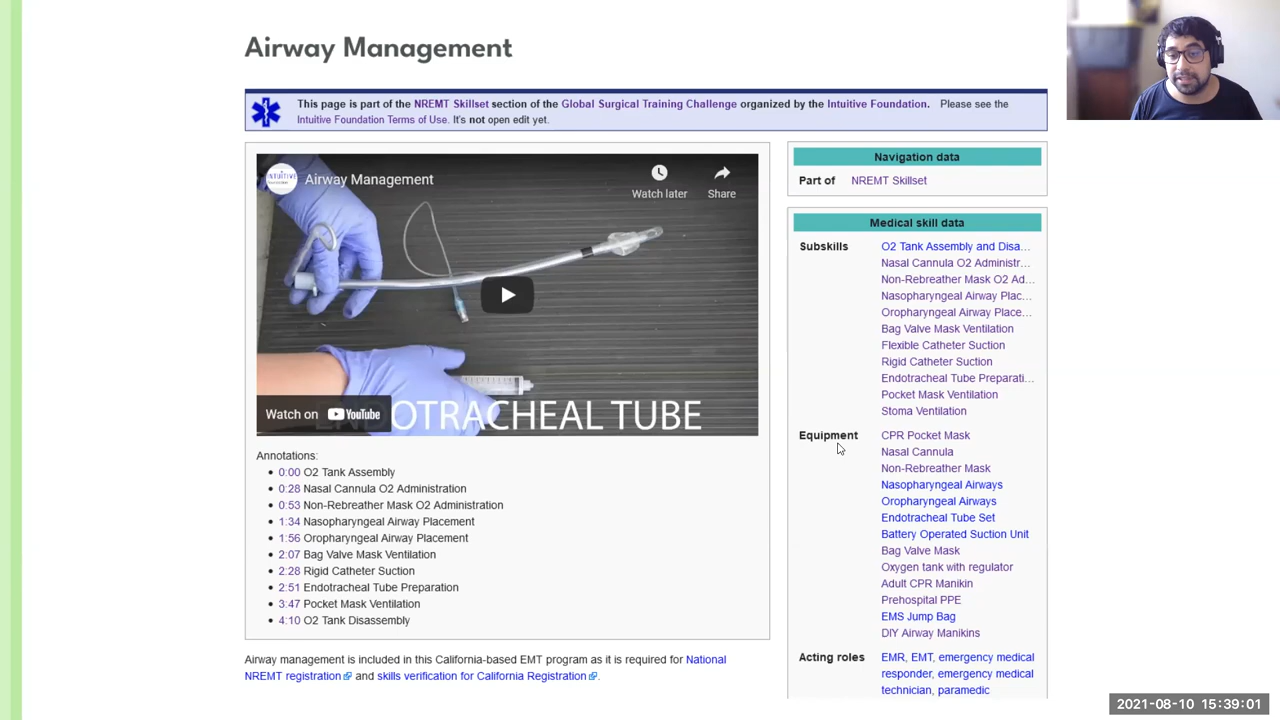 Airway Management
This page is part of the NREMT Skillset section of the Global Surgical Training Challenge organized by the Intuitive Foundation. Please see the
Intuitive Foundation Terms of Use. It's not open edit yet.
Airway Management
Watch later
Share
Watch on YouTube
ENDOTRACHEAL TUBE
Annotations:
0:00 O2 Tank Assembly
0:28 Nasal Cannula O2 Administration
0:53 Non-Rebreather Mask O2 Administration
1:34 Nasopharyngeal Airway Placement
1:56 Oropharyngeal Airway Placement
2:07 Bag Valve Mask Ventilation
2:28 Rigid Catheter Suction
2:51 Endotracheal Tube Preparation
3:47 Pocket Mask Ventilation
4:10 O2 Tank Disassembly
Airway management is included in this California-based EMT program as it is required for National
NREMT registration and skills verification for California Registration.
Navigation data
Part of NREMT Skillset
Medical skill data
Subskills O2 Tank Assembly and Disa...
Nasal Cannula O2 Administr...
Non-Rebreather Mask O2 Ad...
Nasopharyngeal Airway Plac...
Oropharyngeal Airway Place...
Bag Valve Mask Ventilation
Flexible Catheter Suction
Rigid Catheter Suction
Endotracheal Tube Preparati...
Pocket Mask Ventilation
Stoma Ventilation
Equipment CPR Pocket Mask
Nasal Cannula
Non-Rebreather Mask
Nasopharyngeal Airways
Oropharyngeal Airways
Endotracheal Tube Set
Battery Operated Suction Unit
Bag Valve Mask
Oxygen tank with regulator
Adult CPR Manikin
Prehospital PPE
EMS Jump Bag
DIY Airway Manikins
Acting roles EMR, EMT, emergency medical
responder, emergency medical
technician, paramedic
2021-08-10 15:39:01